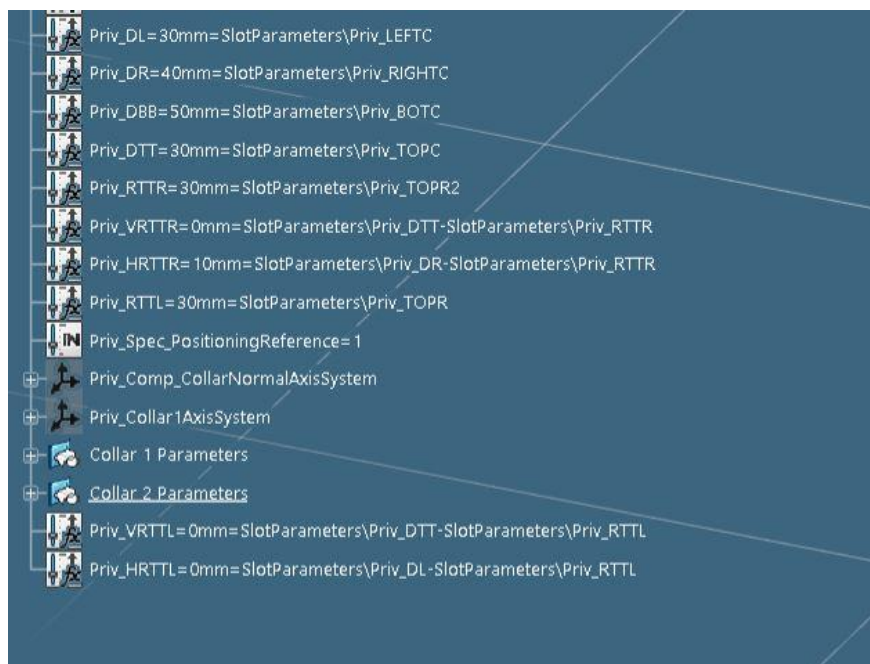 Priv_DL=30mm=SlotParameters\Priv_LEFTC
Priv_DR=40mm=SlotParameters\Priv_RIGHTC
Priv_DBB=50mm=SlotParameters\Priv_BOTC
Priv_DTT=30mm=SlotParameters\Priv_TOPC
Priv_RTTR=30mm=SlotParameters\Priv_TOPR2
Priv_VRTTR=0mm=SlotParameters\Priv_DTT-SlotParameters\Priv_RTTR
Priv_HRTTR=10mm=SlotParameters\Priv_DR-SlotParameters\Priv_RTTR
Priv_RTTL=30mm=SlotParameters\Priv_TOPR
IN Priv_Spec_PositioningReference=1
Priv_Comp_CollarNormalAxisSystem
Priv_Collar1AxisSystem
Collar 1 Parameters
Collar 2 Parameters
Priv_VRTTL=0mm=SlotParameters\Priv_DTT-SlotParameters\Priv_RTTL
Priv_HRTTL=0mm=SlotParameters\Priv_DL-SlotParameters\Priv_RTTL